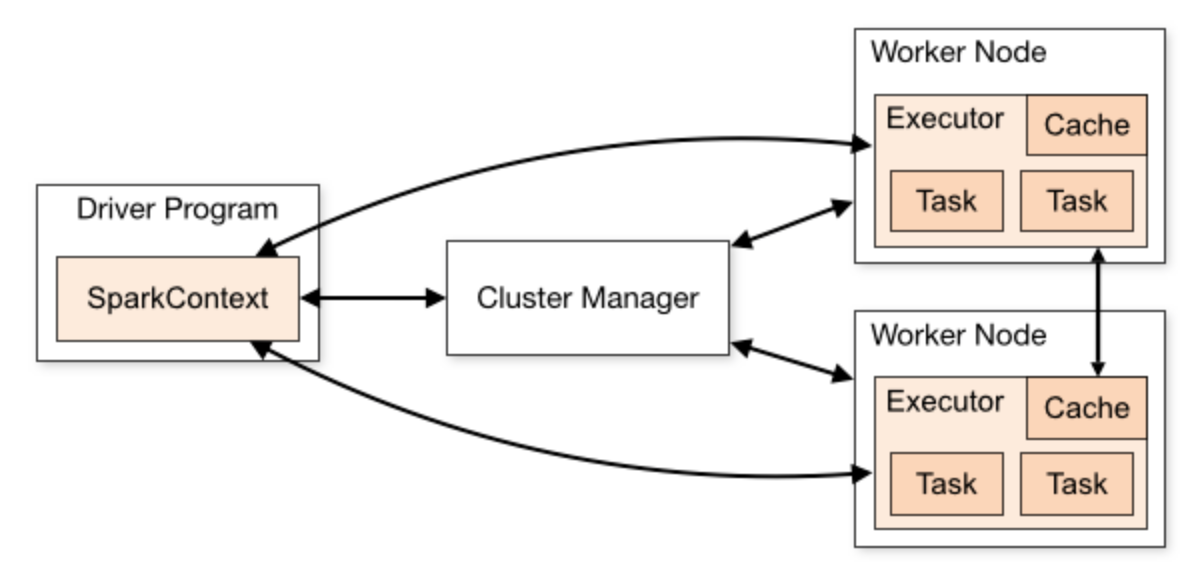 Driver Program
SparkContext
Cluster Manager
Worker Node
Executor
Cache
Task
Task
Worker Node
Executor
Cache
Task
Task